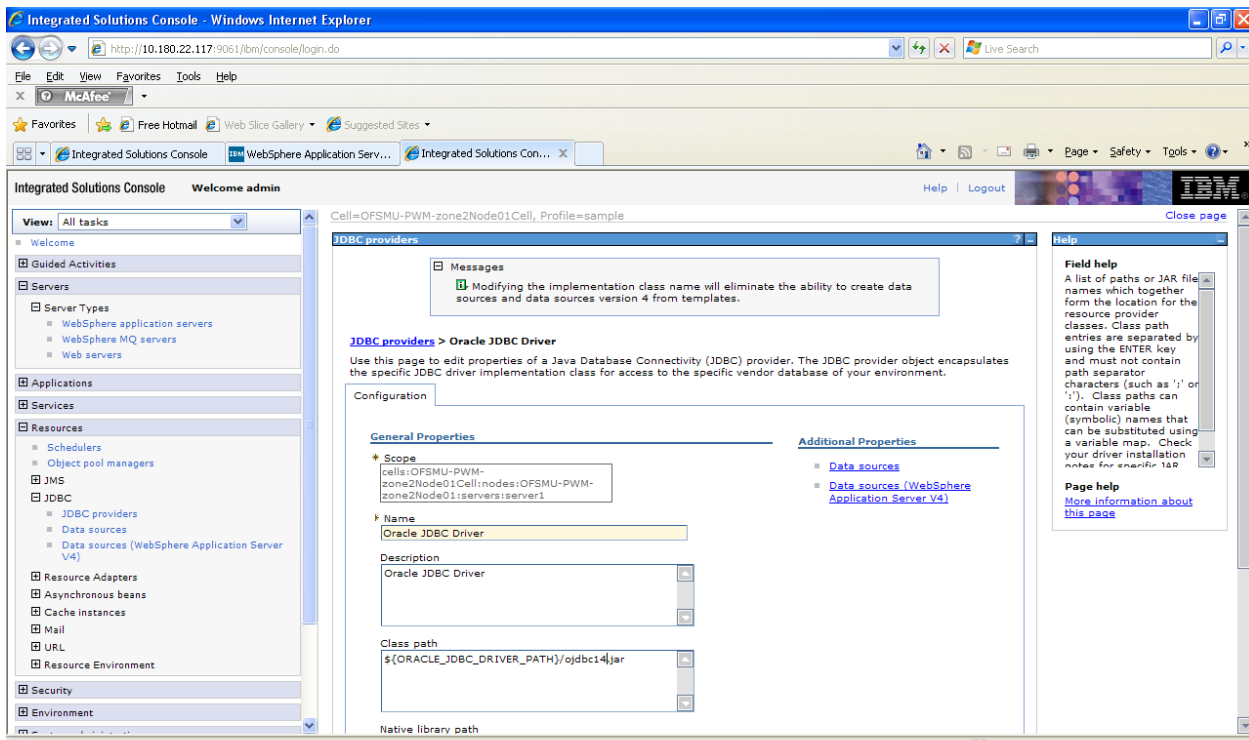 Integrated Solutions Console - Windows Internet Explorer
http://10.180.22.117:9061/ibm/console/login.do
Live Search
File Edit View Favorites Tools Help
x McAfee
Favorites Free Hotmail Web Slice Gallery Suggested Sites
Integrated Solutions Console WebSphere Application Serv... Integrated Solutions Con... X
Page Safety Tools
Integrated Solutions Console Welcome admin
Help | Logout
IBM.
View: All tasks
Welcome
Guided Activities
Servers
Server Types
WebSphere application servers
WebSphere MQ servers
Web servers
Applications
Services
Resources
Schedulers
Object pool managers
JMS
JDBC
JDBC providers
Data sources
Data sources (WebSphere Application Server
V4)
Resource Adapters
Asynchronous beans
Cache instances
Mail
URL
Resource Environment
Security
Environment
Cell=OFSMU-PWM-zone2Node01Cell, Profile=sample
Close page
JDBC providers
Messages
Modifying the implementation class name will eliminate the ability to create data
sources and data sources version 4 from templates.
JDBC providers > Oracle JDBC Driver
Use this page to edit properties of a Java Database Connectivity (JDBC) provider. The JDBC provider object encapsulates
the specific JDBC driver implementation class for access to the specific vendor database of your environment.
Configuration
General Properties
* Scope
cells:OFSMU-PWM-
zone2Node01Cell:nodes:OFSMU-PWM-
zone2Node01:servers:server1
* Name
Oracle JDBC Driver
Description
Oracle JDBC Driver
Class path
${ORACLE_JDBC_DRIVER_PATH}/ojdbc14.jar
Native library path
Additional Properties
Data sources
Data sources (WebSphere
Application Server V4)
Help
Field help
A list of paths or JAR file
names which together
form the location for the
resource provider
classes. Class path
entries are separated by
using the ENTER key
and must not contain
path separator
characters (such as ';' or
':'). Class paths can
contain variable
(symbolic) names that
can be substituted using
a variable map. Check
your driver installation
notes for specific JAR
Page help
More information about
this page